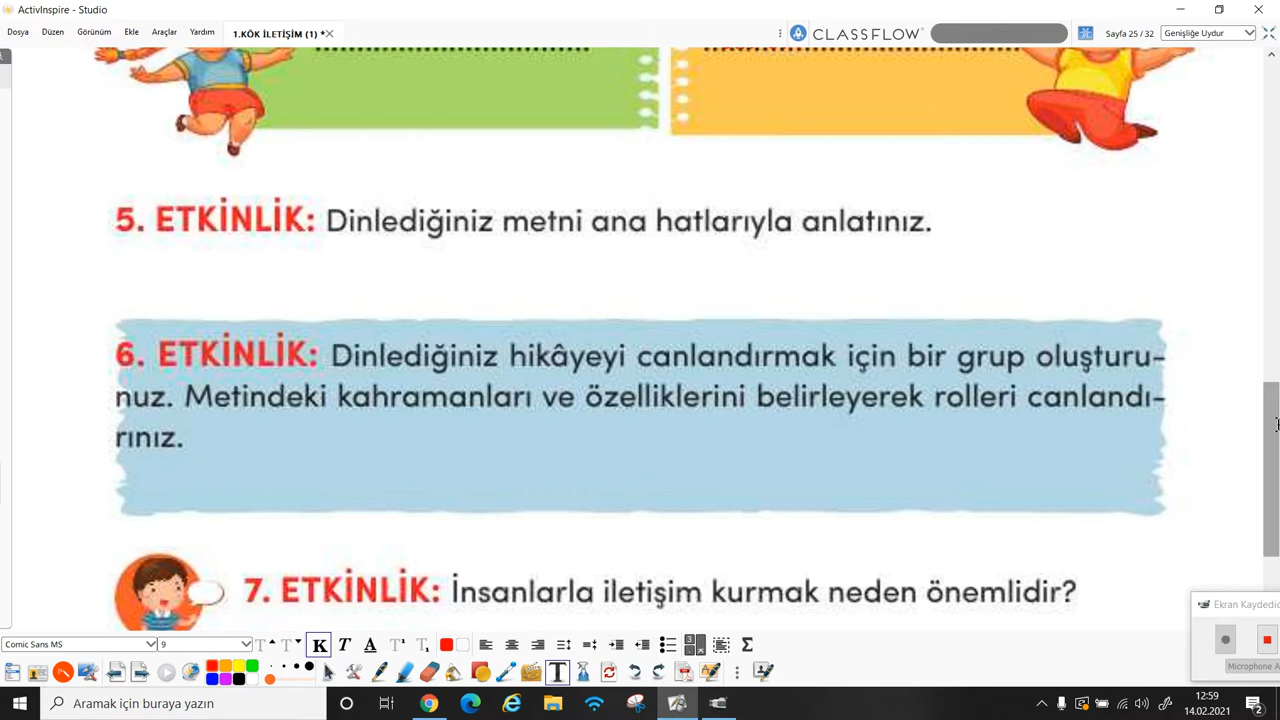 ActivInspire - Studio
Dosya Düzen Görünüm Ekle Araçlar Yardım 1.KÖK İLETİŞİM (1) * CLASSFLOW Sayfa 25 / 32 Genişliğe Uydur
5. ETKİNLİK: Dinlediğiniz metni ana hatlarıyla anlatınız.
6. ETKİNLİK: Dinlediğiniz hikâyeyi canlandırmak için bir grup oluşturu-
nuz. Metindeki kahramanları ve özelliklerini belirleyerek rolleri canlandı-
rınız.
7. ETKİNLİK: İnsanlarla iletişim kurmak neden önemlidir?
Ekran Kaydedic
Comic Sans MS 9
Microphone A
Aramak için buraya yazın
12:59
14.02.2021